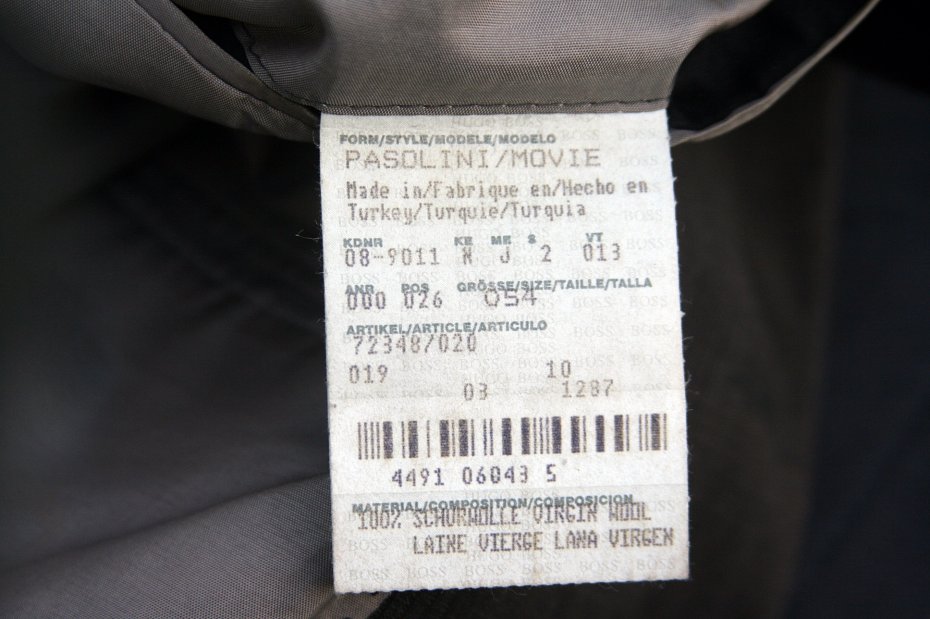 FORM/STYLE/MODELE/MODELO
PASOLINI/MOVIE
Made in/Fabrique en/Hecho en
Turkey/Turquie/Turquia
KDNR KE ME S VT
08-9011 N J 2 013
ANR POS GRÖSSE/SIZE/TAILLE/TALLA
000 026 054
ARTIKEL/ARTICLE/ARTICULO
72348/020
019 10
03 1287
4491 06043 5
MATERIAL/COMPOSITION/COMPOSICION
100% SCHURWOLLE VIRGIN WOOL
LAINE VIERGE LANA VIRGEN